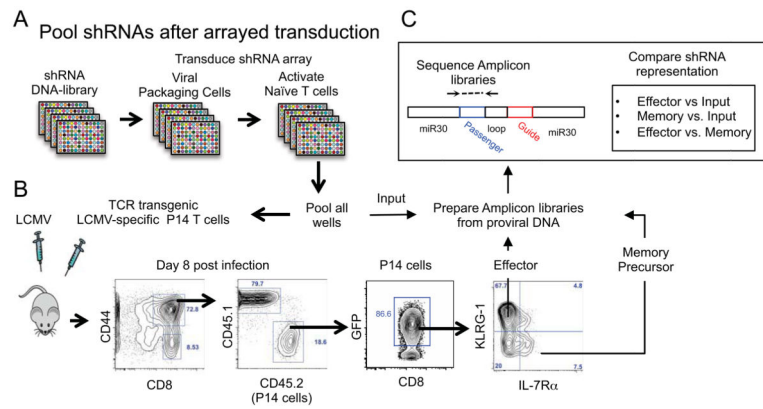 A
Pool shRNAs after arrayed transduction
Transduce shRNA array
shRNA
DNA-library
Viral
Packaging Cells
Activate
Naïve T cells
C
Sequence Amplicon
libraries
miR30
Passenger
loop
Guide
miR30
Compare shRNA
representation
• Effector vs Input
• Memory vs. Input
• Effector vs. Memory
B
LCMV
TCR transgenic
LCMV-specific P14 T cells
Pool all
wells
Input
Prepare Amplicon libraries
from proviral DNA
Memory
Precursor
Day 8 post infection
P14 cells
Effector
CD44
72.8
8.53
CD8
CD45.1
79.7
18.6
CD45.2
(P14 cells)
GFP
86.6
CD8
KLRG-1
67.7
4.8
20
7.5
IL-7Rα